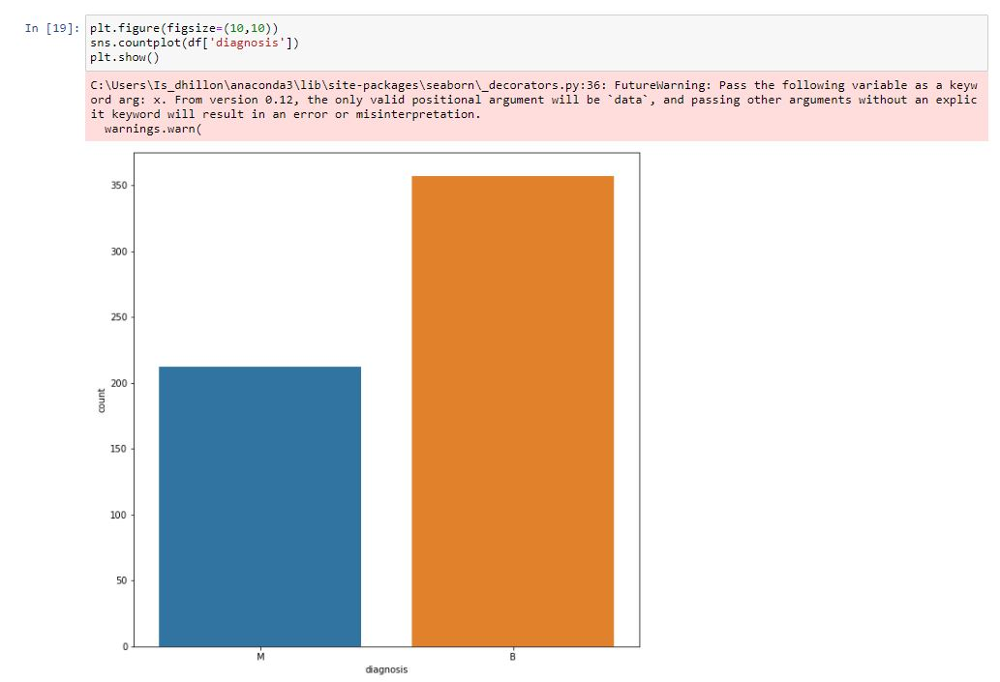 In [19]: plt.figure(figsize=(10,10))
sns.countplot(df['diagnosis'])
plt.show()
C:\Users\Is_dhillon\anaconda3\lib\site-packages\seaborn\_decorators.py:36: FutureWarning: Pass the following variable as a keyw
ord arg: x. From version 0.12, the only valid positional argument will be `data`, and passing other arguments without an explic
it keyword will result in an error or misinterpretation.
  warnings.warn(
350
300
250
200
150
100
50
0
count
M B
diagnosis